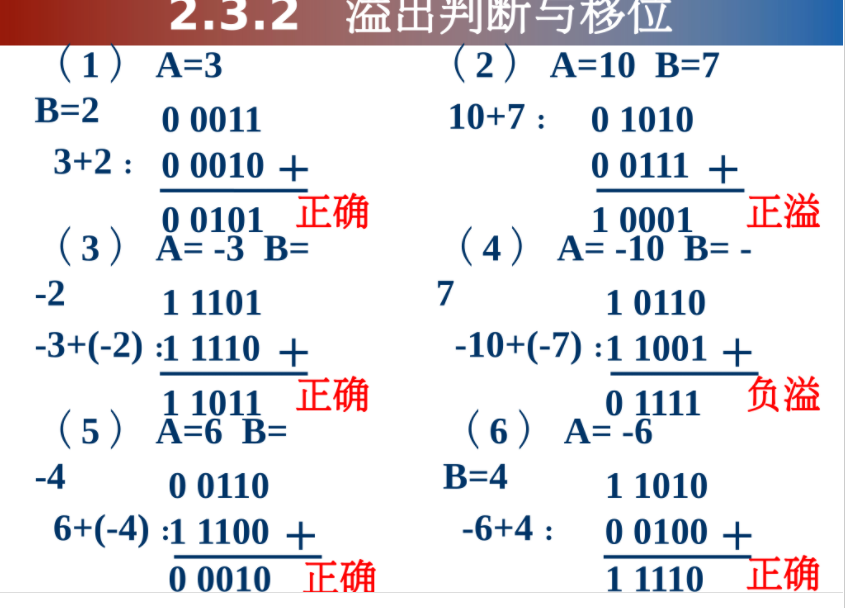 2.3.2 溢出判断与移位
（1） A=3
B=2
0 0011
3+2：
0 0010 +
0 0101 正确
（2） A=10 B=7
10+7： 0 1010
0 0111 +
1 0001 正溢
（3） A= -3 B=
-2
1 1101
-3+(-2) :1 1110 +
1 1011 正确
（4） A= -10 B= -
7
1 0110
-10+(-7) :1 1001 +
0 1111 负溢
（5） A=6 B=
-4
0 0110
6+(-4) :1 1100 +
0 0010 正确
（6） A= -6
B=4
1 1010
-6+4： 0 0100 +
1 1110 正确